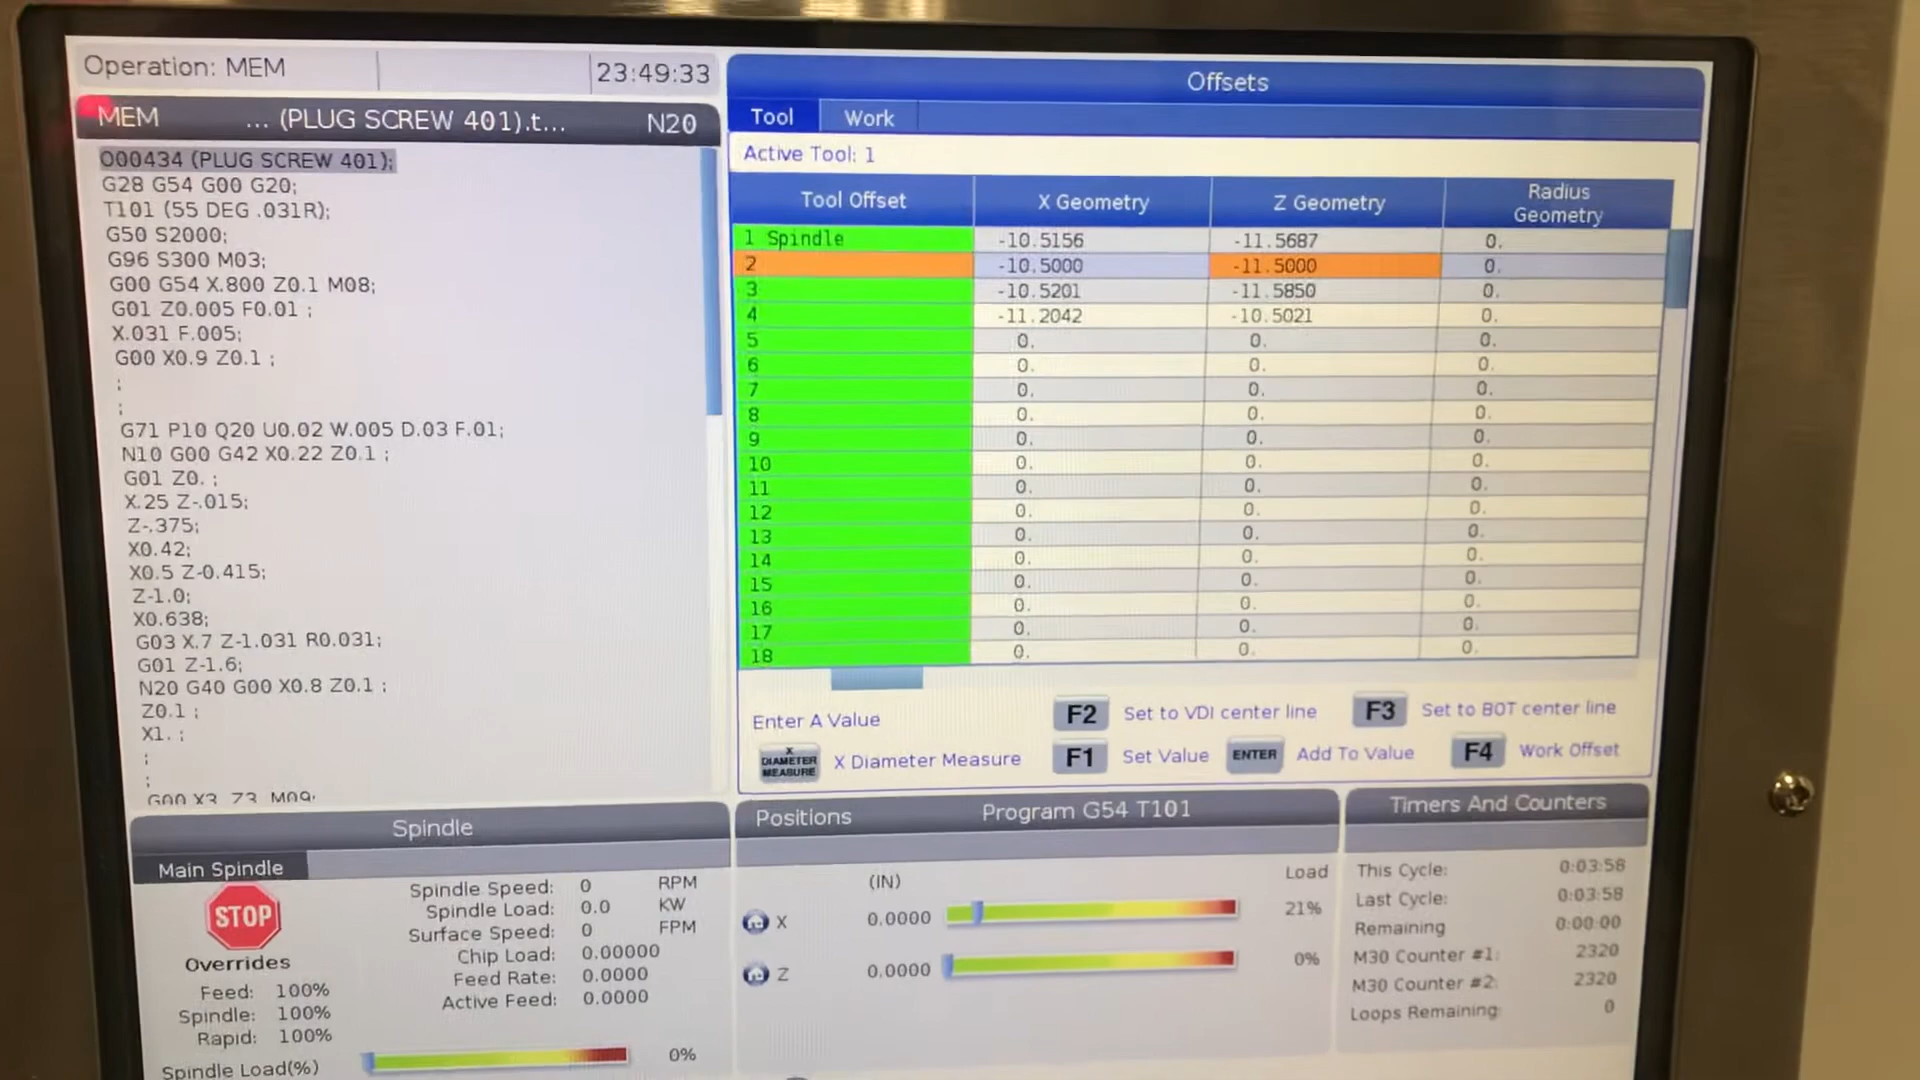 Operation: MEM 23:49:33
MEM ... (PLUG SCREW 401).t... N20
O00434 (PLUG SCREW 401);
G28 G54 G00 G20;
T101 (55 DEG .031R);
G50 S2000;
G96 S300 M03;
G00 G54 X.800 Z0.1 M08;
G01 Z0.005 F0.01 ;
X.031 F.005;
G00 X0.9 Z0.1 ;
;
;
G71 P10 Q20 U0.02 W.005 D.03 F.01;
N10 G00 G42 X0.22 Z0.1 ;
G01 Z0. ;
X.25 Z-.015;
Z-.375;
X0.42;
X0.5 Z-0.415;
Z-1.0;
X0.638;
G03 X.7 Z-1.031 R0.031;
G01 Z-1.6;
N20 G40 G00 X0.8 Z0.1 ;
Z0.1 ;
X1. ;
;
;
G00 X3. Z3. M09;
Offsets
Tool Work
Active Tool: 1
Tool Offset X Geometry Z Geometry Radius Geometry
1 Spindle -10.5156 -11.5687 0.
2 -10.5000 -11.5000 0.
3 -10.5201 -11.5850 0.
4 -11.2042 -10.5021 0.
5 0. 0. 0.
6 0. 0. 0.
7 0. 0. 0.
8 0. 0. 0.
9 0. 0. 0.
10 0. 0. 0.
11 0. 0. 0.
12 0. 0. 0.
13 0. 0. 0.
14 0. 0. 0.
15 0. 0. 0.
16 0. 0. 0.
17 0. 0. 0.
18 0. 0. 0.
Enter A Value F2 Set to VDI center line F3 Set to BOT center line
X DIAMETER MEASURE X Diameter Measure F1 Set Value ENTER Add To Value F4 Work Offset
Spindle
Main Spindle
STOP
Overrides
Feed: 100%
Spindle: 100%
Rapid: 100%
Spindle Speed: 0 RPM
Spindle Load: 0.0 KW
Surface Speed: 0 FPM
Chip Load: 0.00000
Feed Rate: 0.0000
Active Feed: 0.0000
Spindle Load(%) 0%
Positions Program G54 T101
(IN) Load
X 0.0000 21%
Z 0.0000 0%
Timers And Counters
This Cycle: 0:03:58
Last Cycle: 0:03:58
Remaining 0:00:00
M30 Counter #1: 2320
M30 Counter #2: 2320
Loops Remaining: 0